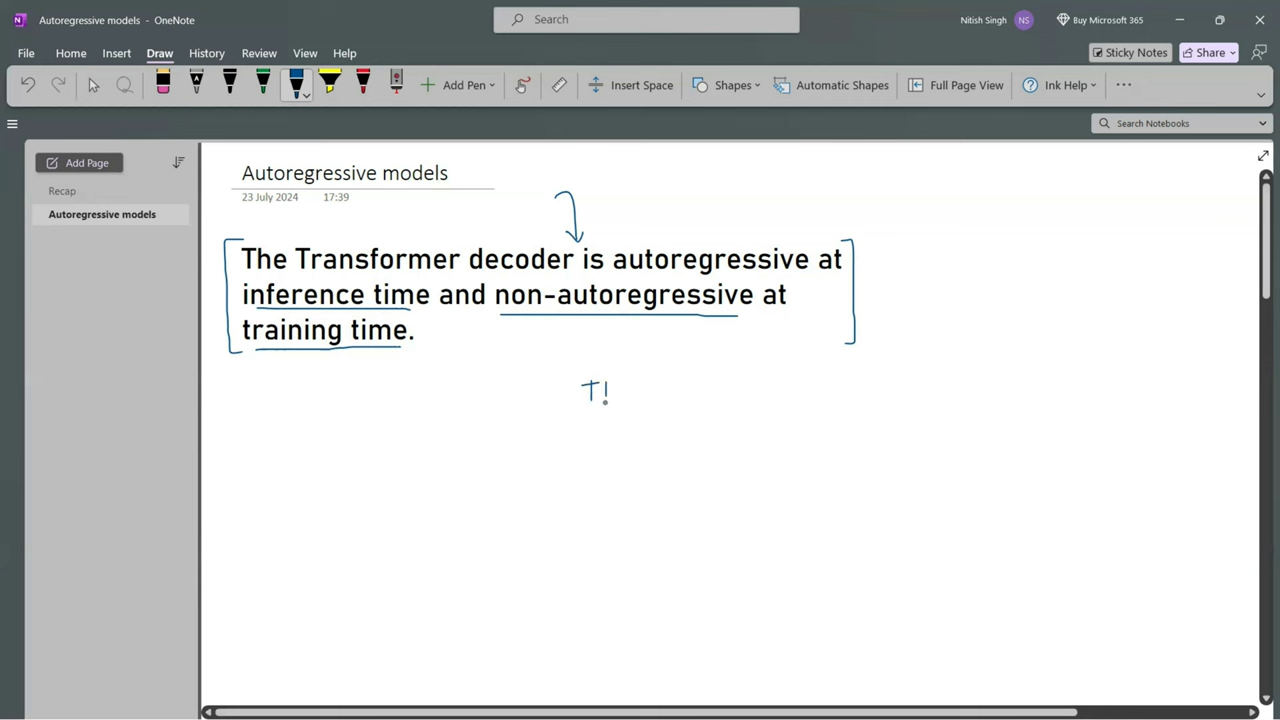 Autoregressive models - OneNote
Search
Nitish Singh NS
Buy Microsoft 365
File Home Insert Draw History Review View Help
Sticky Notes
Share
Add Pen
Insert Space
Shapes
Automatic Shapes
Full Page View
Ink Help
Search Notebooks
Add Page
Recap
Autoregressive models
Autoregressive models
23 July 2024 17:39
The Transformer decoder is autoregressive at
inference time and non-autoregressive at
training time.